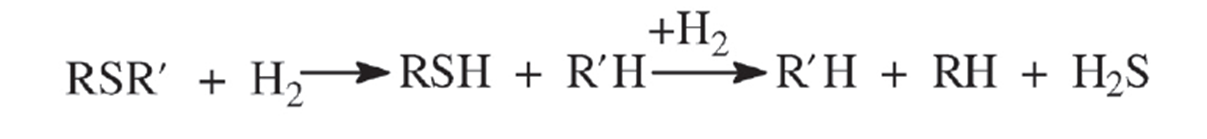 +H₂
RSR′ + H₂ → RSH + R′H → R′H + RH + H₂S